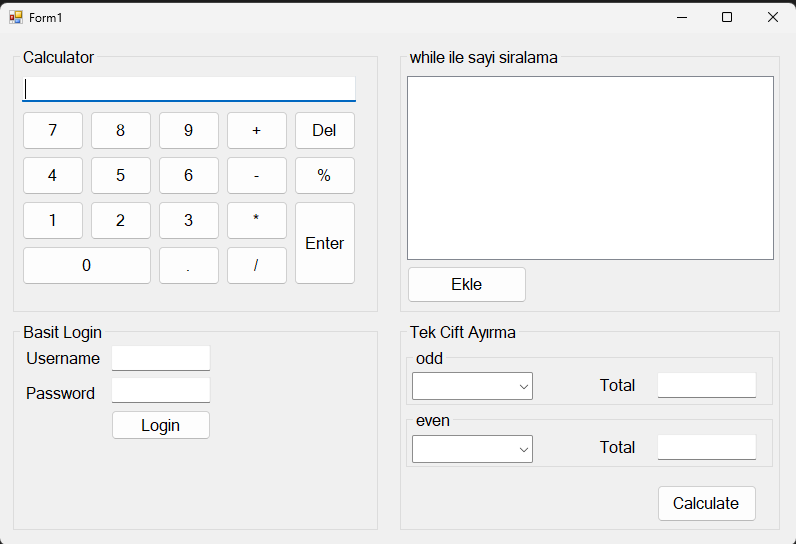 Form1
Calculator
7 8 9 + Del
4 5 6 - %
1 2 3 * Enter
0 . /
while ile sayi siralama
Ekle
Basit Login
Username
Password
Login
Tek Cift Ayırma
odd
Total
even
Total
Calculate